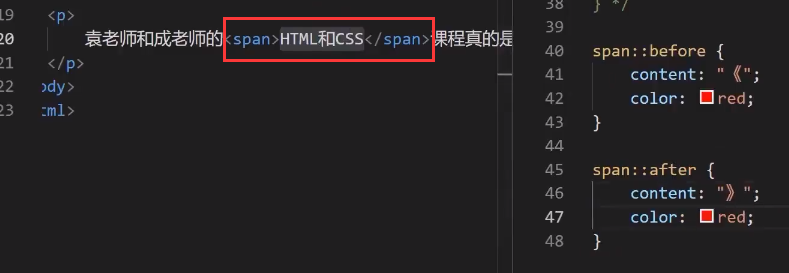 19 <p>
20 袁老师和成老师的<span>HTML和CSS</span>课程真的是
21 </p>
22 body>
23 tml>
38 } */
39
40 span::before {
41 content: "《";
42 color: red;
43 }
44
45 span::after {
46 content: "》";
47 color: red;
48 }